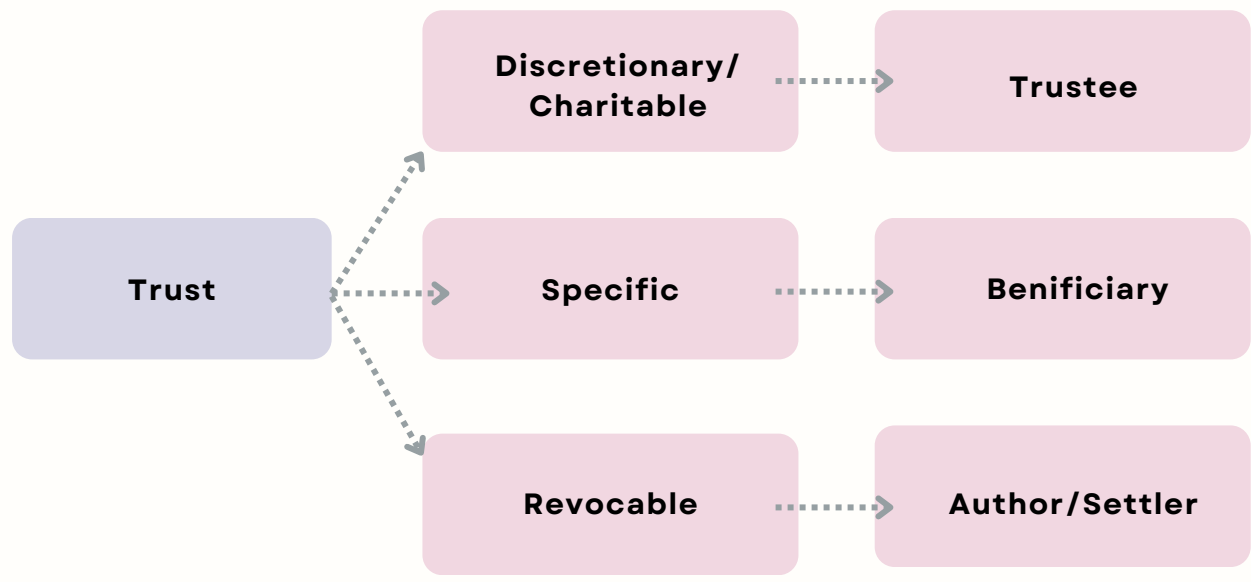 Discretionary/
Charitable
Trustee
Trust
Specific
Benificiary
Revocable
Author/Settler